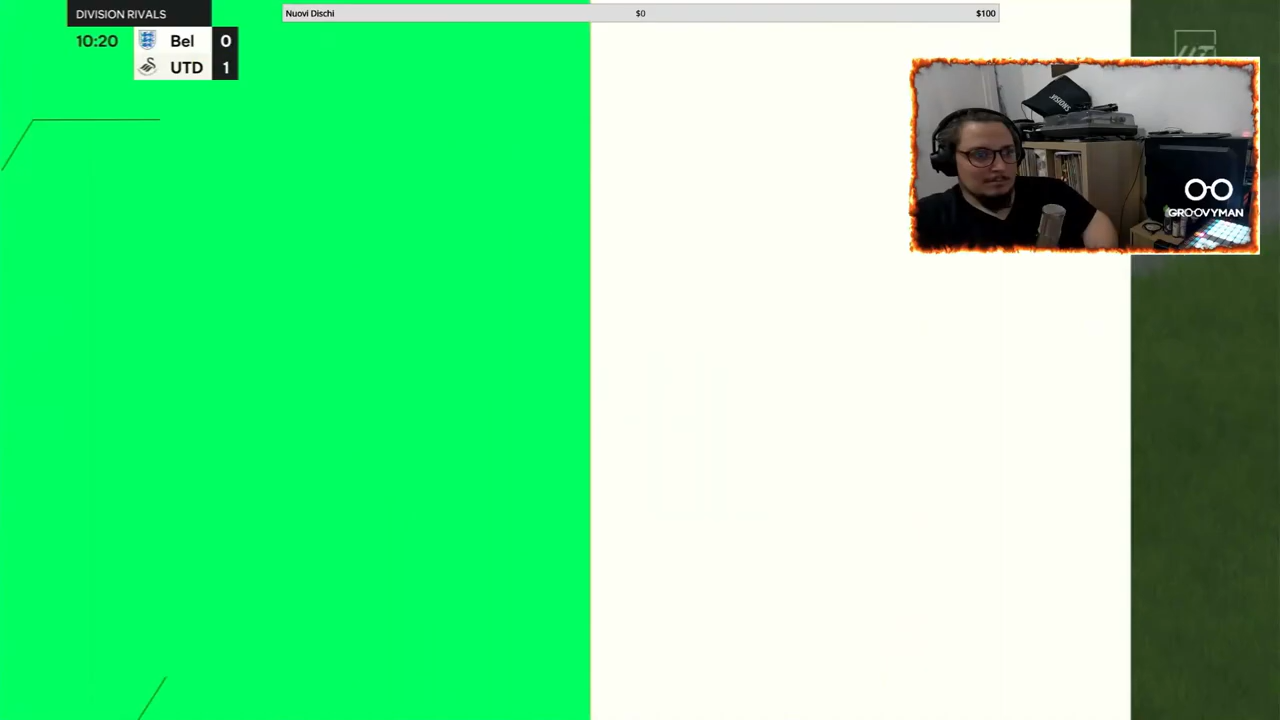 DIVISION RIVALS
Nuovi Dischi $0 $100
10:20 Bel 0
UTD 1
GROOVYMAN